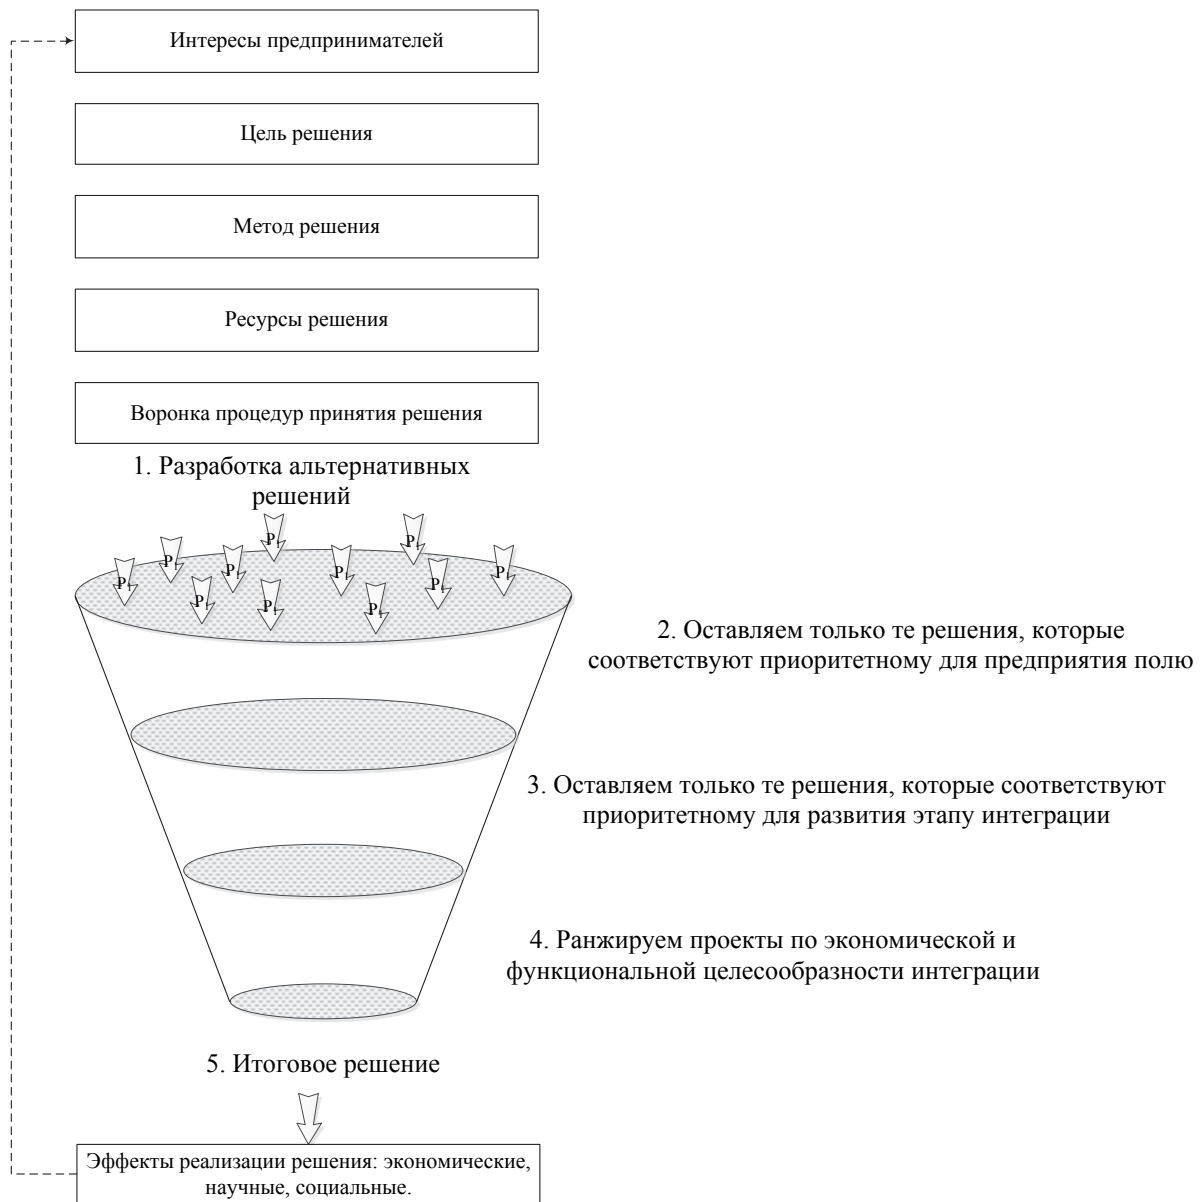 Интересы предпринимателей
Цель решения
Метод решения
Ресурсы решения
Воронка процедур принятия решения
1. Разработка альтернативных
решений
P P
P P P P
P P
P P P
2. Оставляем только те решения, которые
соответствуют приоритетному для предприятия полю
3. Оставляем только те решения, которые соответствуют
приоритетному для развития этапу интеграции
4. Ранжируем проекты по экономической и
функциональной целесообразности интеграции
5. Итоговое решение
Эффекты реализации решения: экономические,
научные, социальные.